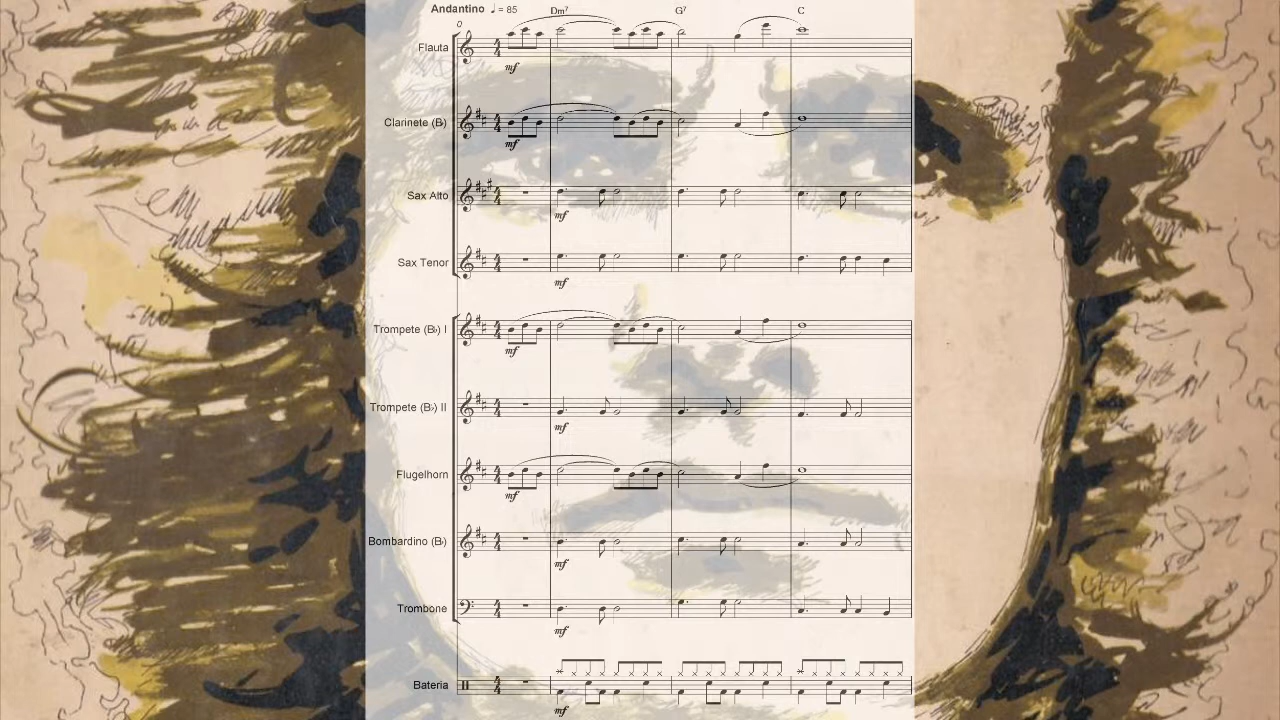 Andantino ♩ = 85 Dm⁷ G⁷ C
0
Flauta
mf
Clarinete (B♭)
mf
Sax Alto
mf
Sax Tenor
mf
Trompete (B♭) I
mf
Trompete (B♭) II
mf
Flugelhorn
mf
Bombardino (B♭)
mf
Trombone
mf
Bateria
mf